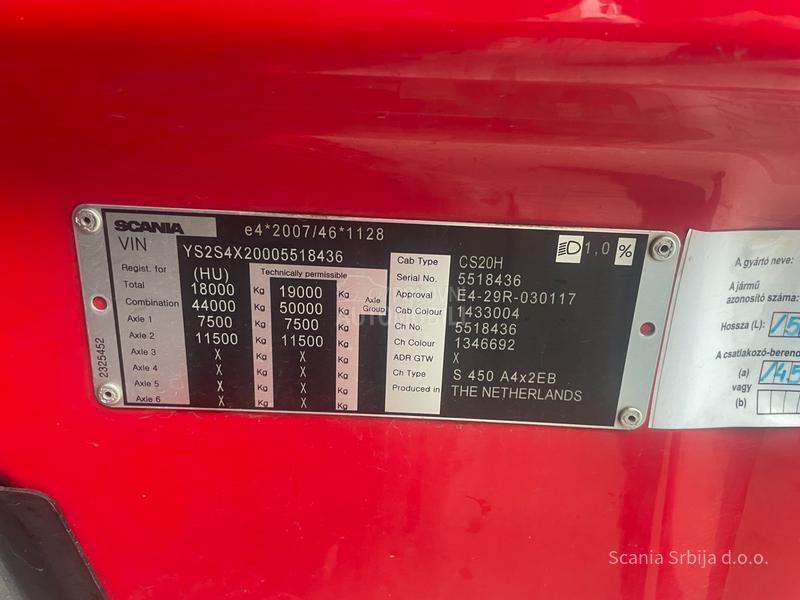 SCANIA
e4*2007/46*1128
VIN YS2S4X20005518436
1,0 %
Regist. for (HU) Technically permissible
Total 18000 Kg 19000 Kg
Combination 44000 Kg 50000 Kg
Axle Group
Axle 1 7500 Kg 7500 Kg
Axle 2 11500 Kg 11500 Kg
Axle 3 X Kg X Kg
Axle 4 X Kg X Kg
Axle 5 X Kg X Kg
Axle 6 X Kg X Kg
2325452
Cab Type CS20H
Serial No. 5518436
Approval E4-29R-030117
Cab Colour 1433004
Ch No. 5518436
Ch Colour 1346692
ADR GTW X
Ch Type S 450 A4x2EB
Produced in THE NETHERLANDS
A gyártó neve:
A jármű
azonosító száma:
Hossza (L):
A csatlakozó-beren
(a)
vagy
(b)
Scania Srbija d.o.o.